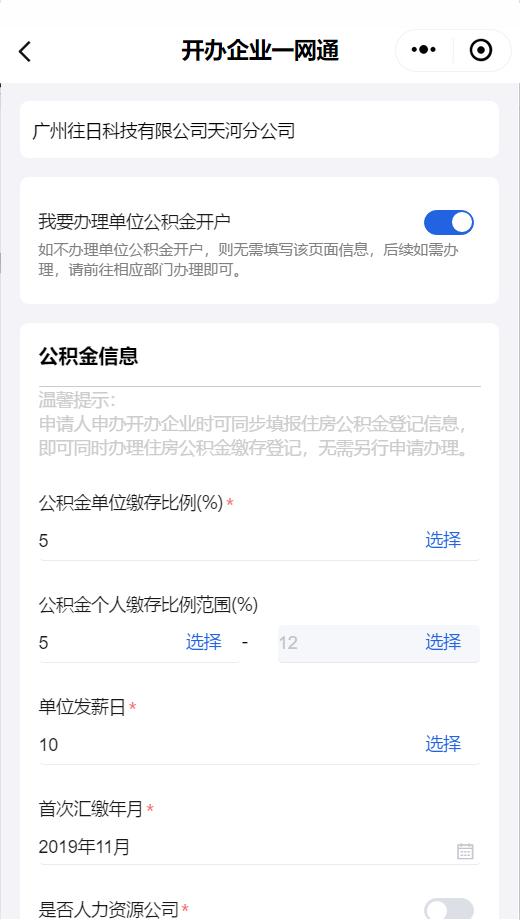 开办企业一网通
广州往日科技有限公司天河分公司
我要办理单位公积金开户
如不办理单位公积金开户，则无需填写该页面信息，后续如需办
理，请前往相应部门办理即可。
公积金信息
温馨提示：
申请人申办开办企业时可同步填报住房公积金登记信息，
即可同时办理住房公积金缴存登记，无需另行申请办理。
公积金单位缴存比例(%)*
5 选择
公积金个人缴存比例范围(%)
5 选择 - 12 选择
单位发薪日*
10 选择
首次汇缴年月*
2019年11月
是否人力资源公司*